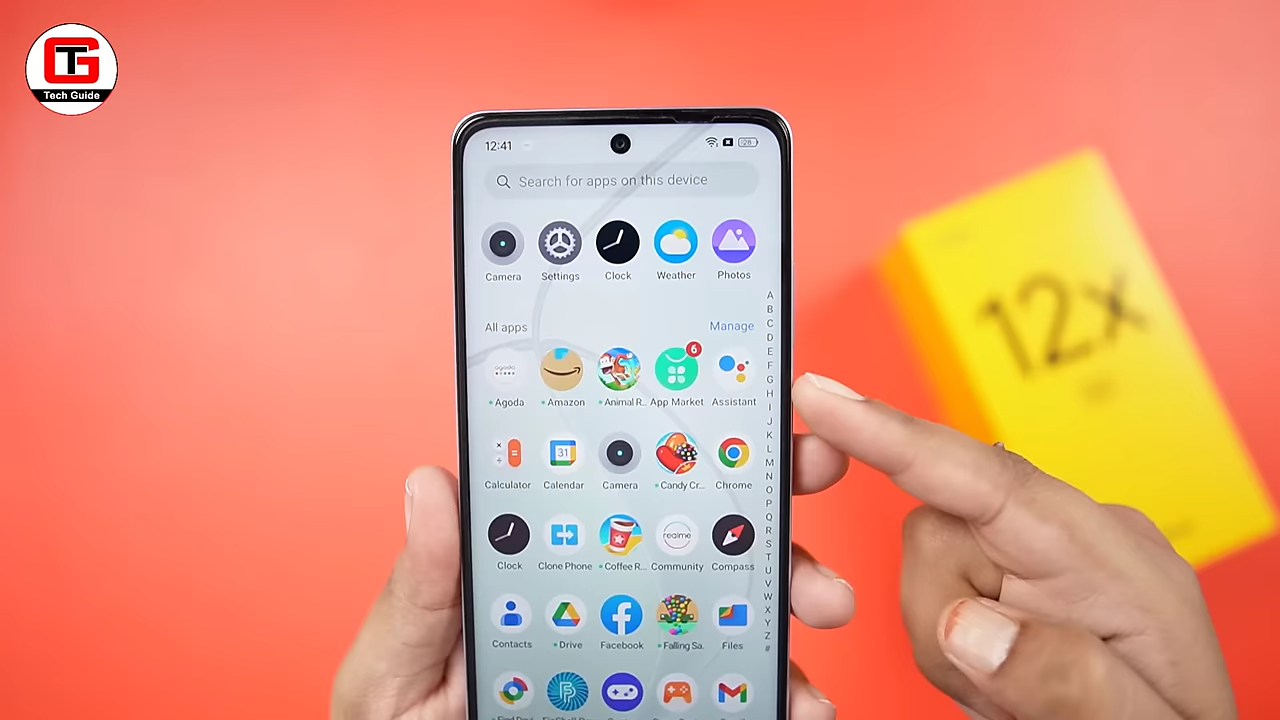 TG
Tech Guide
12:41
28
Search for apps on this device
Camera Settings Clock Weather Photos
All apps Manage
6
agoda
Agoda Amazon Animal R... App Market Assistant
31
Calculator Calendar Camera Candy Cr... Chrome
realme
Clock Clone Phone Coffee R... Community Compass
Contacts Drive Facebook Falling Sa. Files
A
B
C
D
E
F
G
H
I
J
K
L
M
N
O
P
Q
R
S
T
U
V
W
X
Y
Z
#
12x